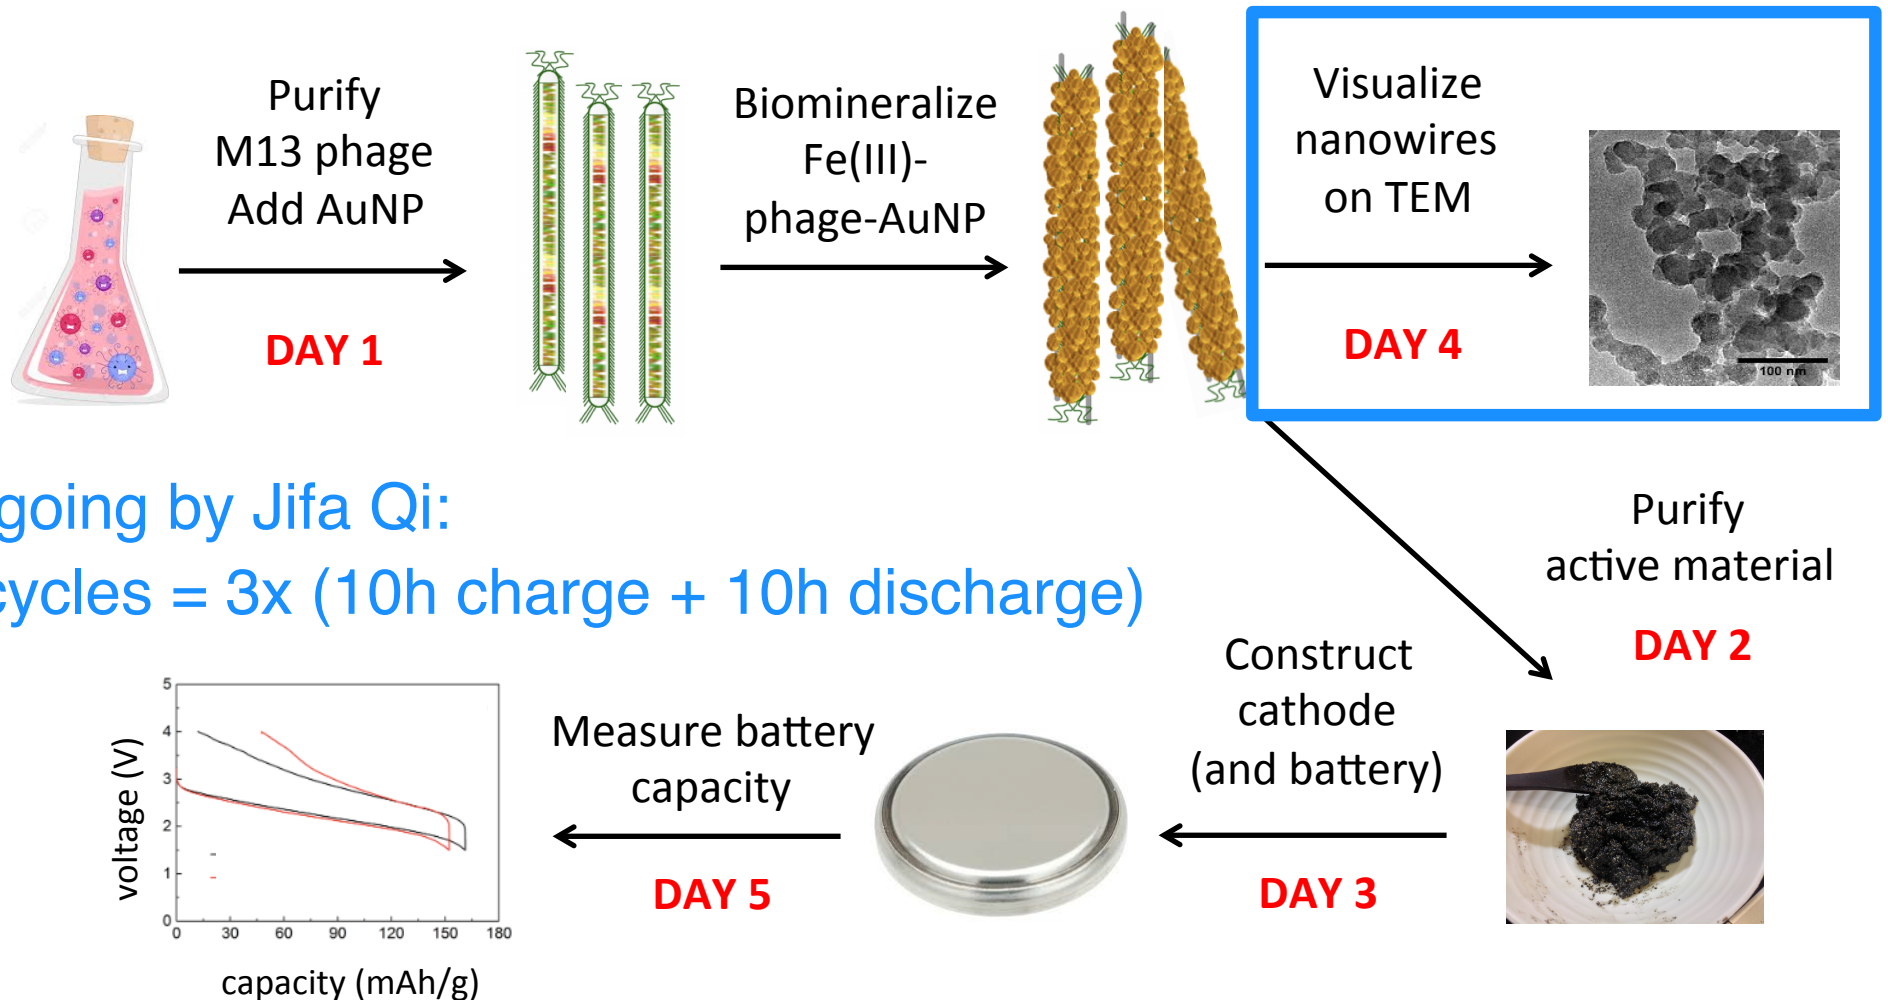 Purify
M13 phage
Add AuNP
DAY 1
Biomineralize
Fe(III)-
phage-AuNP
Visualize
nanowires
on TEM
DAY 4
100 nm
going by Jifa Qi:
cycles = 3x (10h charge + 10h discharge)
Purify
active material
DAY 2
Construct
cathode
(and battery)
DAY 3
Measure battery
capacity
DAY 5
voltage (V)
5
4
3
2
1
0
0 30 60 90 120 150 180
capacity (mAh/g)